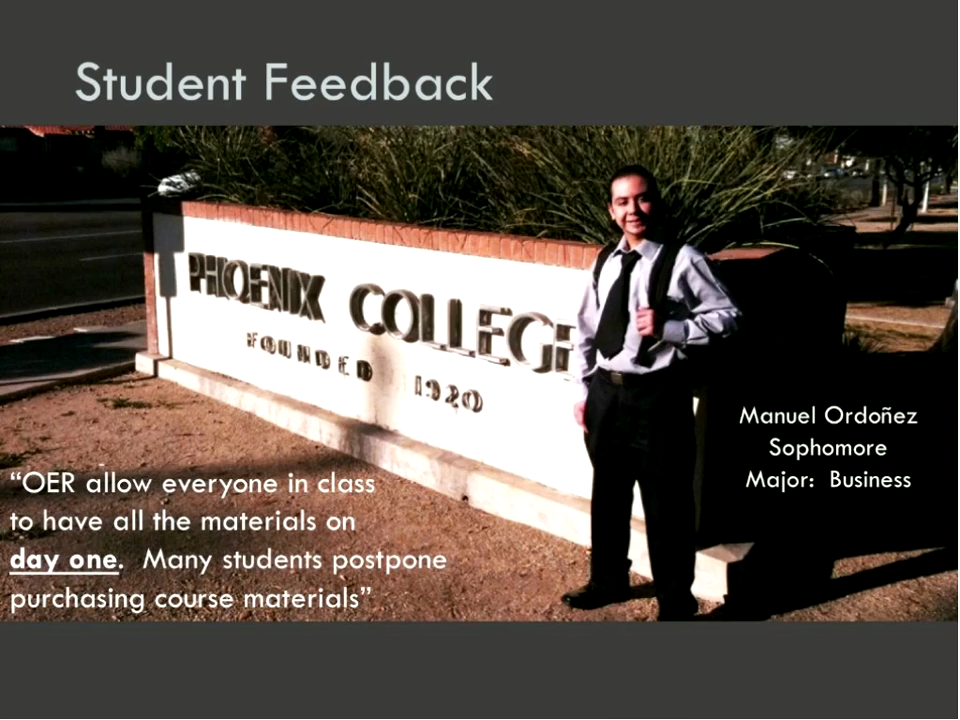 Student Feedback
PHOENIX COLLEGE
FOUNDED 1920
Manuel Ordoñez
Sophomore
Major: Business
“OER allow everyone in class
to have all the materials on
day one. Many students postpone
purchasing course materials”